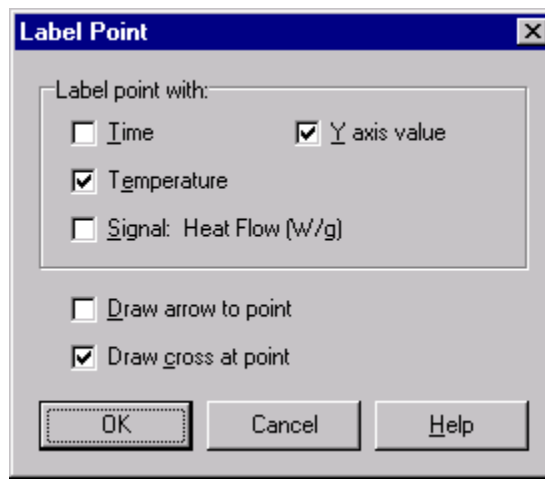 Label Point
Label point with:
Time
Y axis value
Temperature
Signal: Heat Flow (W/g)
Draw arrow to point
Draw cross at point
OK
Cancel
Help